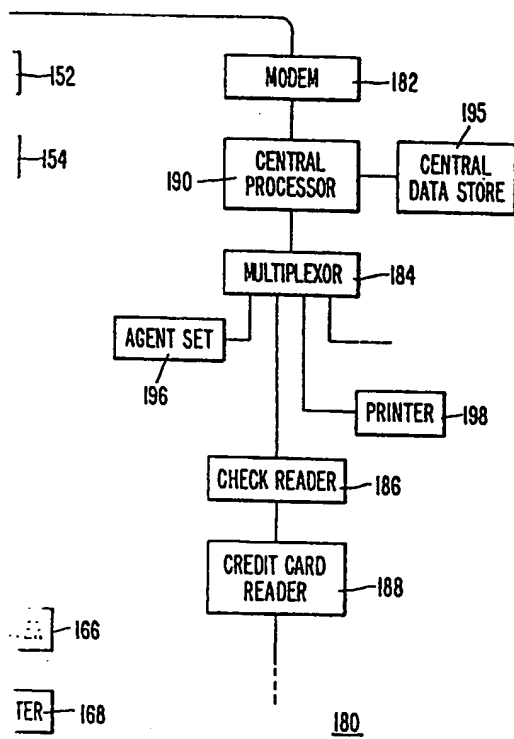 152
MODEM
182
195
154
190
CENTRAL
PROCESSOR
CENTRAL
DATA STORE
MULTIPLEXOR
184
AGENT SET
196
PRINTER
198
CHECK READER
186
CREDIT CARD
READER
188
166
TER
168
180